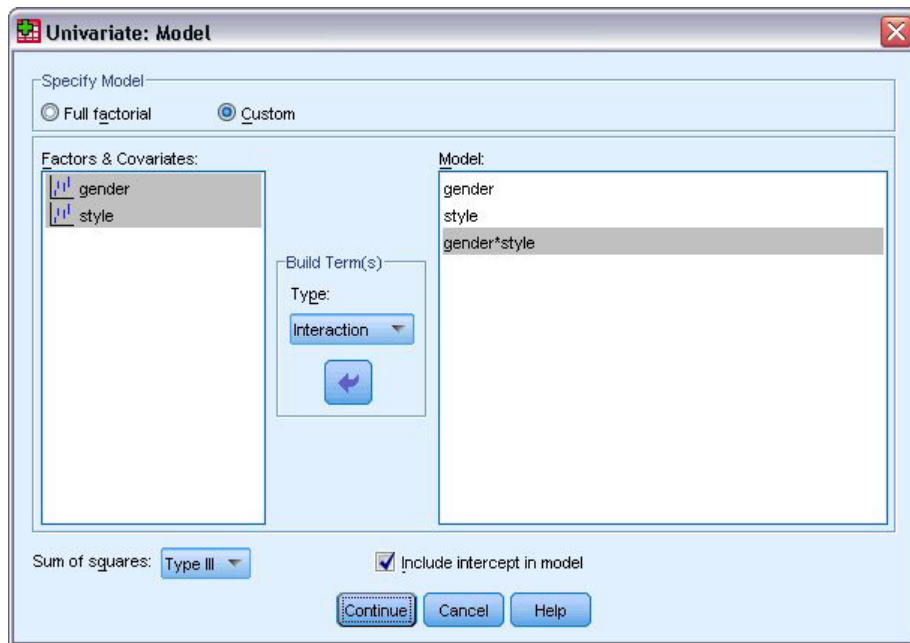 Univariate: Model
Specify Model
Full factorial
Custom
Factors & Covariates:
gender
style
Build Term(s)
Type:
Interaction
Model:
gender
style
gender*style
Sum of squares:
Type III
Include intercept in model
Continue
Cancel
Help